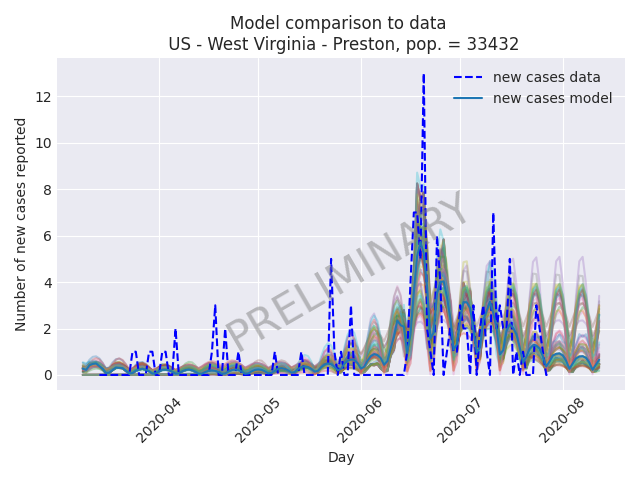 Model comparison to data
US - West Virginia - Preston, pop. = 33432
new cases data
new cases model
PRELIMINARY
Number of new cases reported
12
10
8
6
4
2
0
2020-04
2020-05
2020-06
2020-07
2020-08
Day